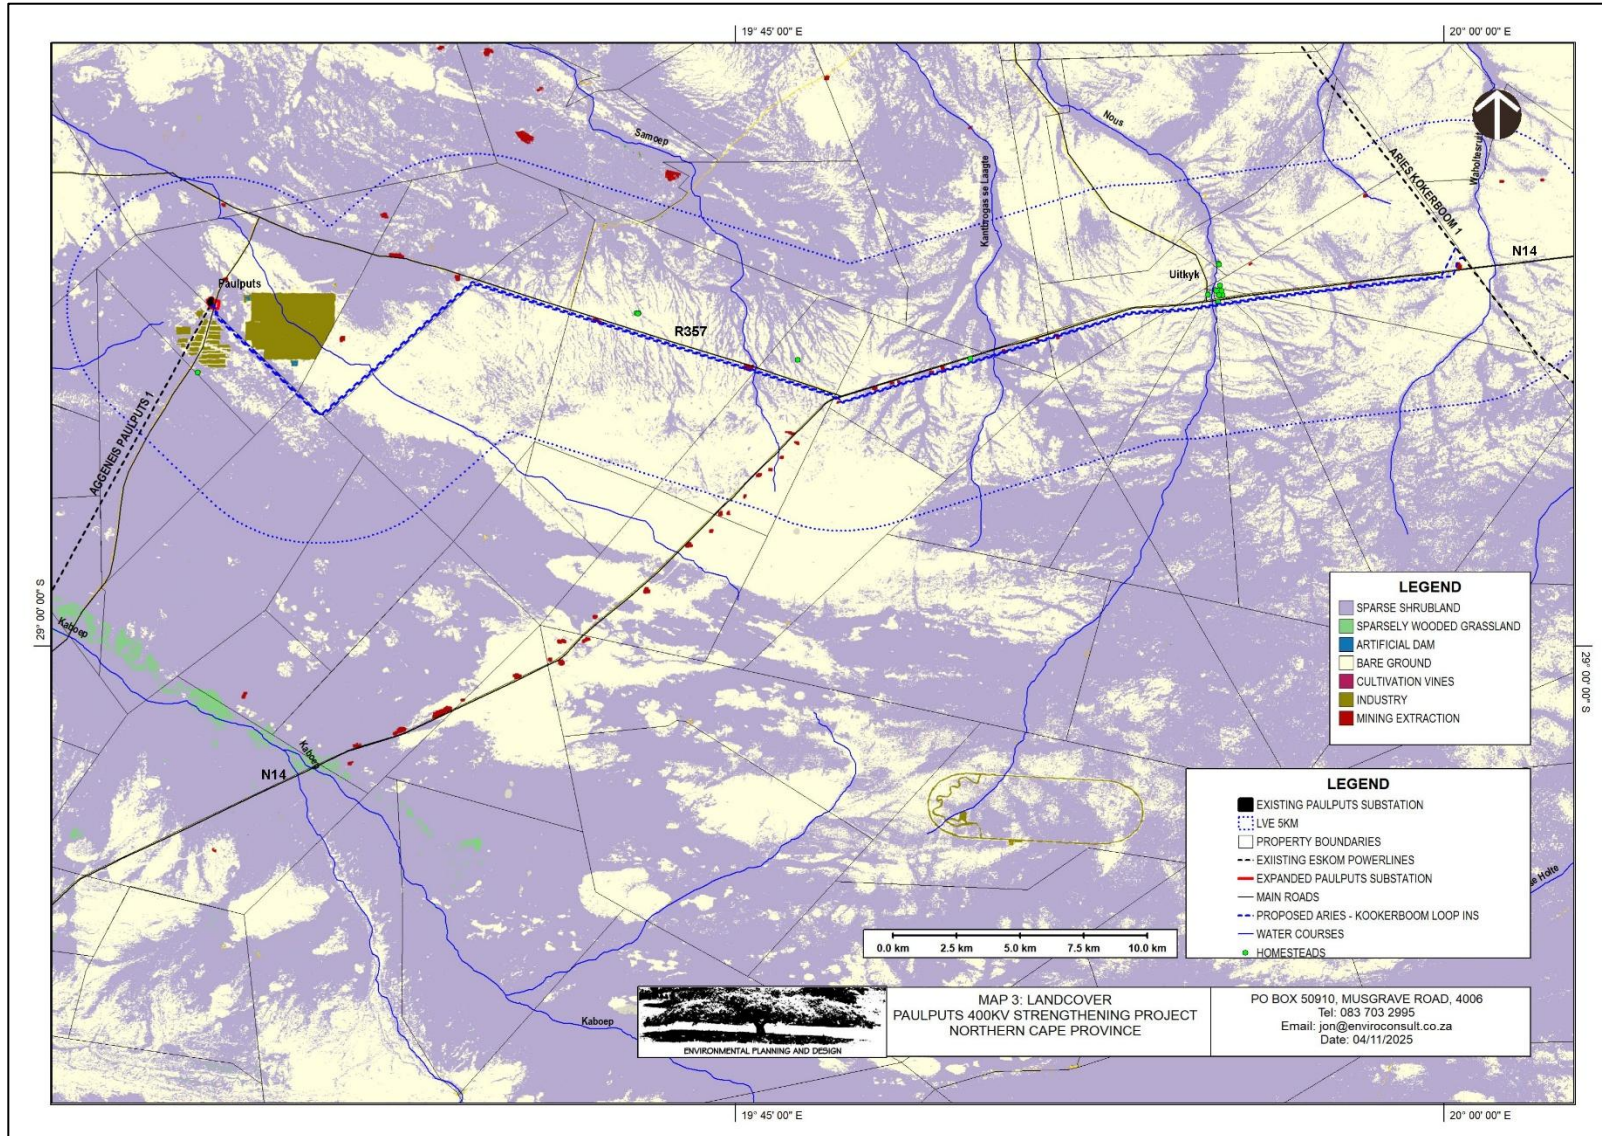 19° 45' 00" E
20° 00' 00" E
Samoep
Nous
Kantnrogas se Laagte
ARIES KOKERBOOM 1
N14
Paulputs
Uitkyk
R357
AGGENEIS PAULPUTS 1
29° 00' 00" S
29° 00' 00" S
Kaboep
Kaboep
N14
Kaboep
LEGEND
SPARSE SHRUBLAND
SPARSELY WOODED GRASSLAND
ARTIFICIAL DAM
BARE GROUND
CULTIVATION VINES
INDUSTRY
MINING EXTRACTION
LEGEND
EXISTING PAULPUTS SUBSTATION
LVE 5KM
PROPERTY BOUNDARIES
EXIISTING ESKOM POWERLINES
EXPANDED PAULPUTS SUBSTATION
MAIN ROADS
PROPOSED ARIES - KOOKERBOOM LOOP INS
WATER COURSES
HOMESTEADS
se Holte
0.0 km 2.5 km 5.0 km 7.5 km 10.0 km
ENVIRONMENTAL PLANNING AND DESIGN
MAP 3: LANDCOVER
PAULPUTS 400KV STRENGTHENING PROJECT
NORTHERN CAPE PROVINCE
PO BOX 50910, MUSGRAVE ROAD, 4006
Tel: 083 703 2995
Email: jon@enviroconsult.co.za
Date: 04/11/2025
19° 45' 00" E
20° 00' 00" E